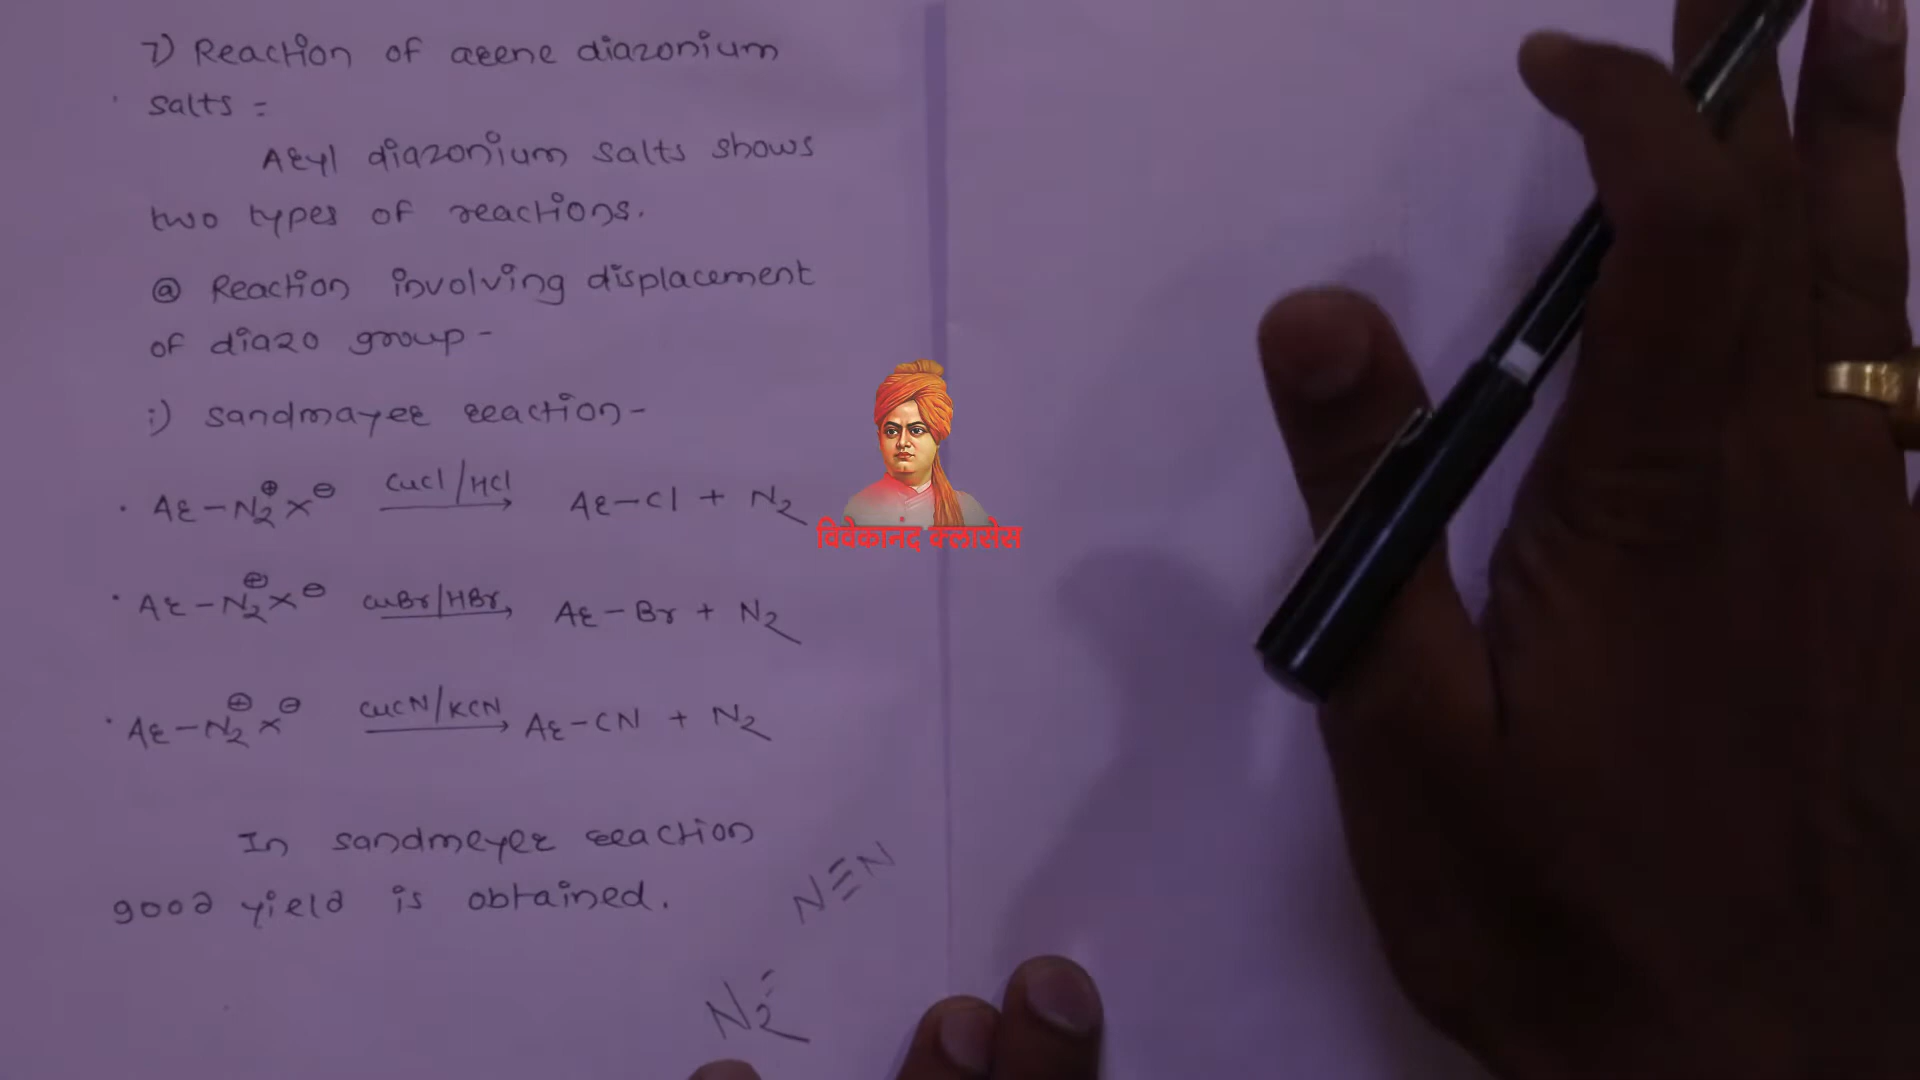 7) Reaction of arene diazonium
salts =
Aryl diazonium salts shows
two types of reactions.
ⓐ Reaction involving displacement
of diazo group -
i) sandmayer reaction -
· Ar - N₂⊕ X⊖ CuCl/HCl → Ar - Cl + N₂
· Ar - N₂⊕ X⊖ CuBr/HBr → Ar - Br + N₂
· Ar - N₂⊕ X⊖ CuCN/KCN → Ar - CN + N₂
In sandmeyer reaction
good yield is obtained.
N≡N
N₂
विवेकानंद क्लासेस